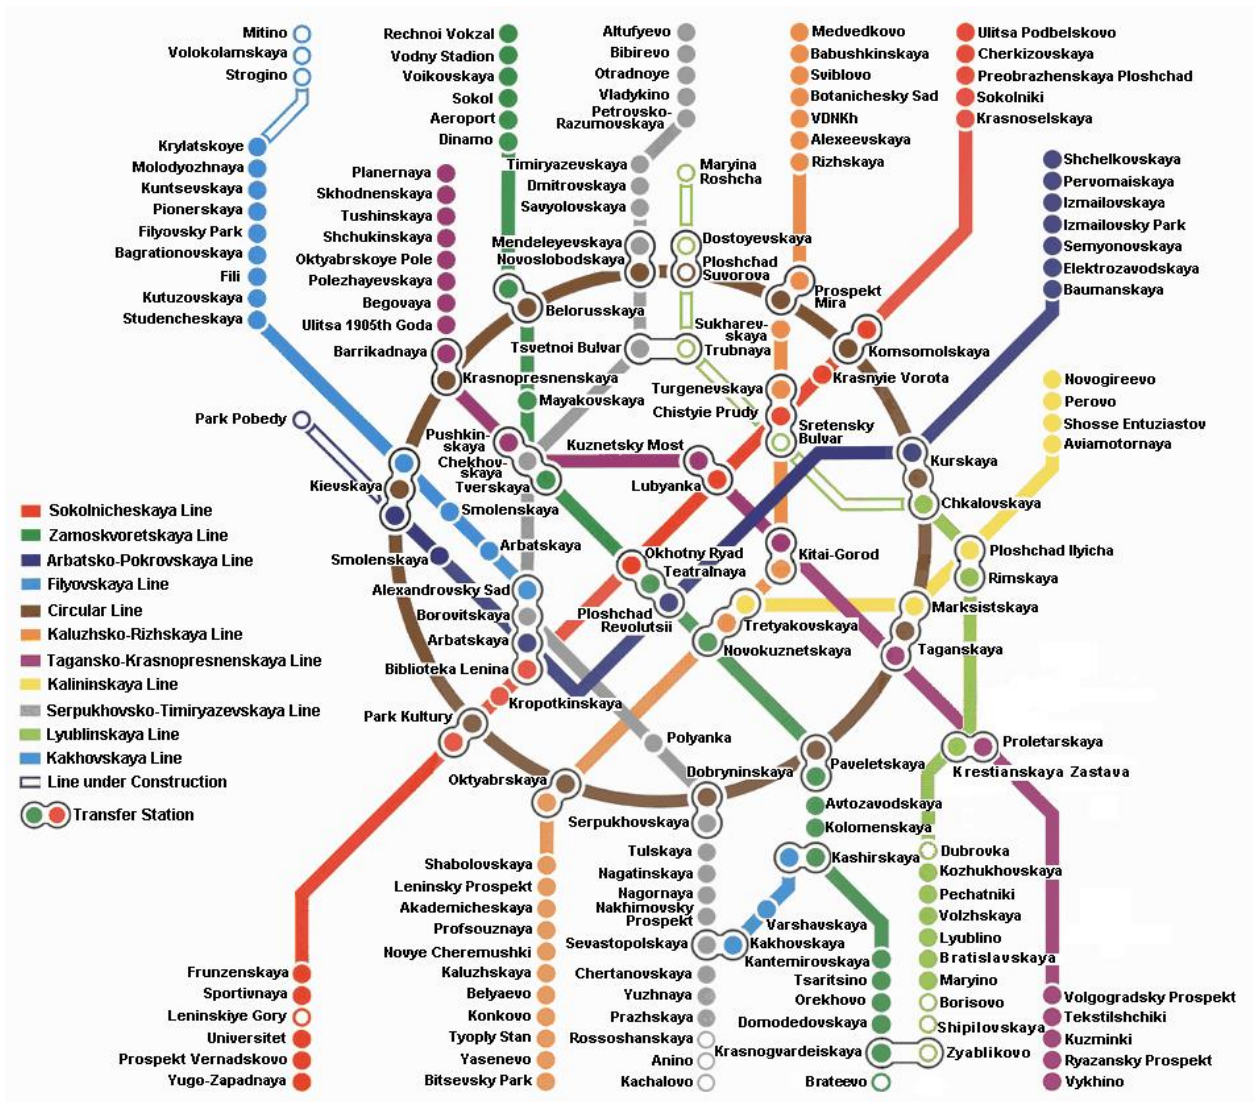 Mitino
Volokolamskaya
Strogino
Krylatskoye
Molodyozhnaya
Kuntsevskaya
Pionerskaya
Filyovsky Park
Bagrationovskaya
Fili
Kutuzovskaya
Studencheskaya
Park Pobedy
Rechnoi Vokzal
Vodny Stadion
Voikovskaya
Sokol
Aeroport
Dinamo
Planernaya
Skhodnenskaya
Tushinskaya
Shchukinskaya
Oktyabrskoye Pole
Polezhayevskaya
Begovaya
Ulitsa 1905th Goda
Barrikadnaya
Krasnopresnenskaya
Altufyevo
Bibirevo
Otradnoye
Vladykino
Petrovsko-
Razumovskaya
Timiryazevskaya
Dmitrovskaya
Savyolovskaya
Mendeleyevskaya
Novoslobodskaya
Belorusskaya
Tsvetnoi Bulvar
Mayakovskaya
Maryina
Roshcha
Dostoyevskaya
Ploshchad
Suvorova
Trubnaya
Medvedkovo
Babushkinskaya
Sviblovo
Botanichesky Sad
VDNKh
Alexeevskaya
Rizhskaya
Prospekt
Mira
Sukharev-
skaya
Turgenevskaya
Chistyie Prudy
Sretensky
Bulvar
Ulitsa Podbelskovo
Cherkizovskaya
Preobrazhenskaya Ploshchad
Sokolniki
Krasnoselskaya
Komsomolskaya
Krasnyie Vorota
Shchelkovskaya
Pervomaiskaya
Izmailovskaya
Izmailovsky Park
Semyonovskaya
Elektrozavodskaya
Baumanskaya
Novogireevo
Perovo
Shosse Entuziastov
Aviamotornaya
Kurskaya
Chkalovskaya
Ploshchad Ilyicha
Rimskaya
Marksistskaya
Taganskaya
Pushkin-
skaya
Chekhov-
skaya
Tverskaya
Kuznetsky Most
Lubyanka
Kitai-Gorod
Kievskaya
Smolenskaya
Arbatskaya
Smolenskaya
Alexandrovsky Sad
Borovitskaya
Arbatskaya
Biblioteka Lenina
Kropotkinskaya
Okhotny Ryad
Teatralnaya
Ploshchad
Revolutsii
Tretyakovskaya
Novokuznetskaya
Park Kultury
Polyanka
Oktyabrskaya
Dobryninskaya
Serpukhovskaya
Paveletskaya
Proletarskaya
Krestianskaya Zastava
Sokolnicheskaya Line
Zamoskvoretskaya Line
Arbatsko-Pokrovskaya Line
Filyovskaya Line
Circular Line
Kaluzhsko-Rizhskaya Line
Tagansko-Krasnopresnenskaya Line
Kalininskaya Line
Serpukhovsko-Timiryazevskaya Line
Lyublinskaya Line
Kakhovskaya Line
Line under Construction
Transfer Station
Frunzenskaya
Sportivnaya
Leninskiye Gory
Universitet
Prospekt Vernadskovo
Yugo-Zapadnaya
Shabolovskaya
Leninsky Prospekt
Akademicheskaya
Profsouznaya
Novye Cheremushki
Kaluzhskaya
Belyaevo
Konkovo
Tyoply Stan
Yasenevo
Bitsevsky Park
Tulskaya
Nagatinskaya
Nagornaya
Nakhimovsky
Prospekt
Sevastopolskaya
Chertanovskaya
Yuzhnaya
Prazhskaya
Rossoshanskaya
Anino
Kachalovo
Avtozavodskaya
Kolomenskaya
Kashirskaya
Varshavskaya
Kakhovskaya
Kantemirovskaya
Tsaritsino
Orekhovo
Domodedovskaya
Krasnogvardeiskaya
Brateevo
Dubrovka
Kozhukhovskaya
Pechatniki
Volzhskaya
Lyublino
Bratislavskaya
Maryino
Borisovo
Shipilovskaya
Zyablikovo
Volgogradsky Prospekt
Tekstilshchiki
Kuzminki
Ryazansky Prospekt
Vykhino